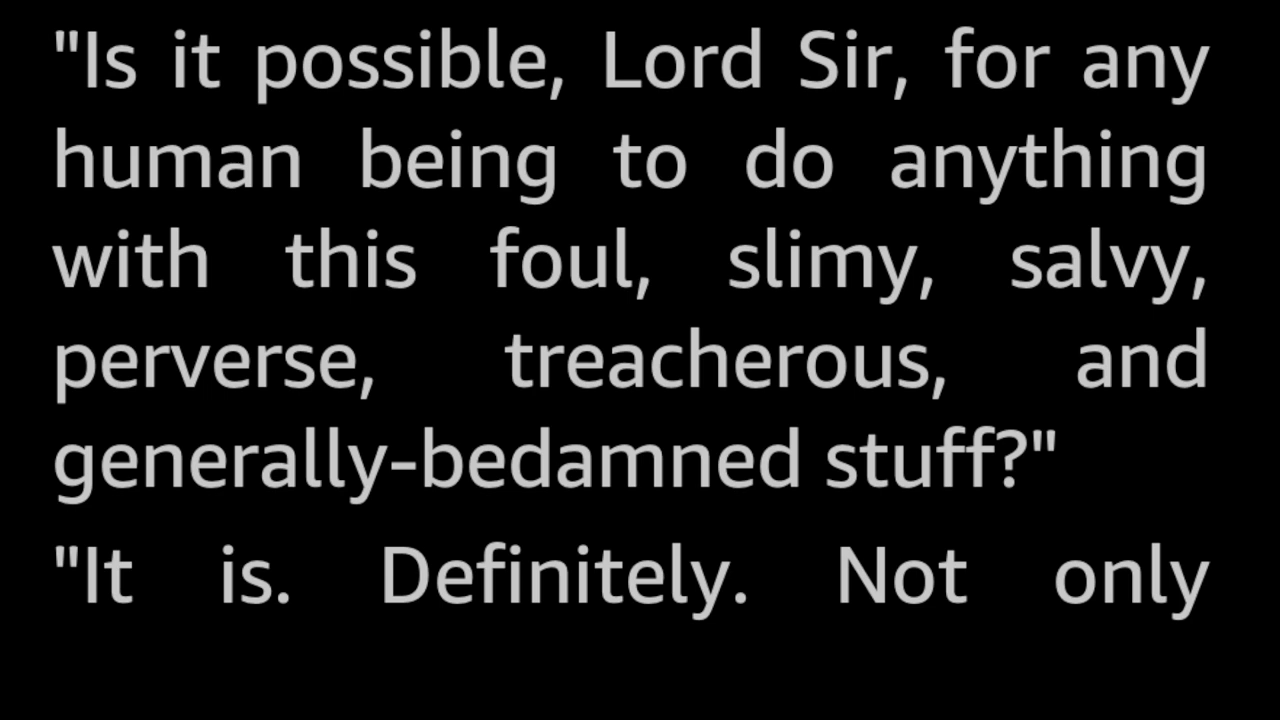 "Is it possible, Lord Sir, for any
human being to do anything
with this foul, slimy, salvy,
perverse, treacherous, and
generally-bedamned stuff?"
"It is. Definitely. Not only